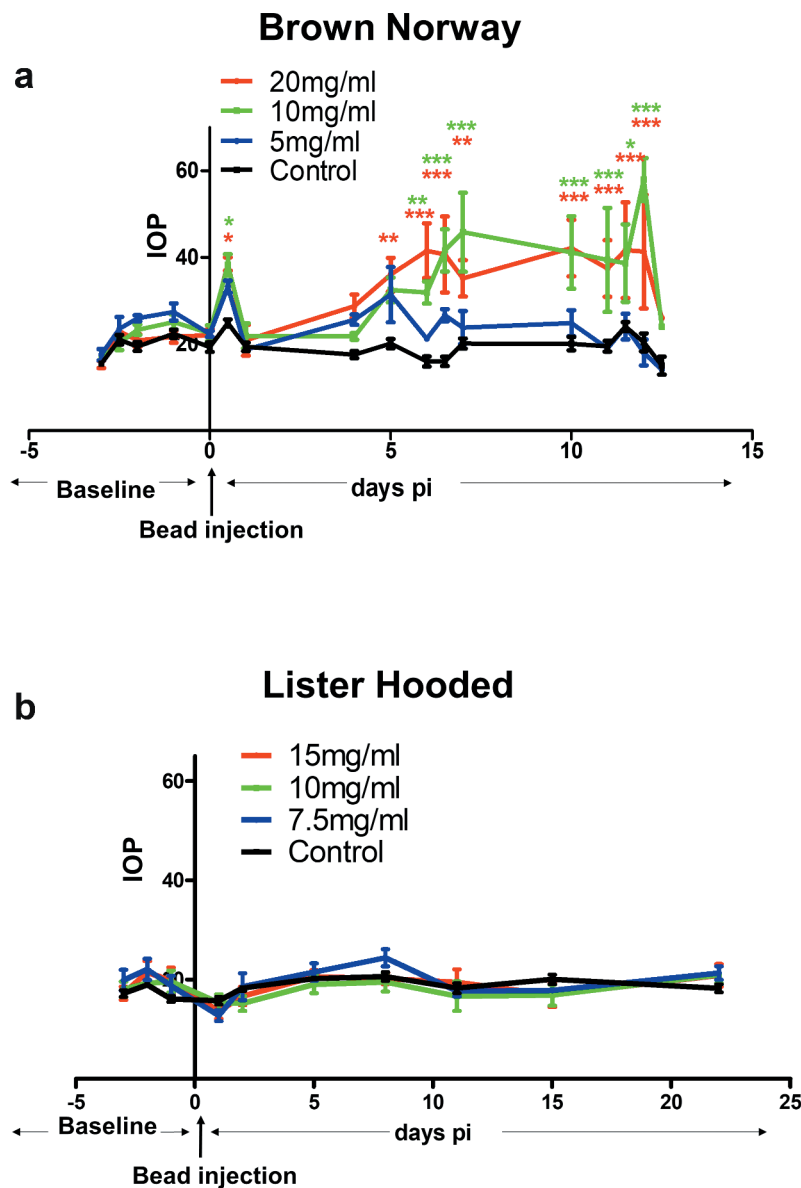 Brown Norway
a
20mg/ml
10mg/ml
5mg/ml
Control
IOP
60
40
20
*
*
**
**
***
***
***
***
**
***
***
***
***
*
***
***
***
-5
0
5
10
15
Baseline
days pi
Bead injection
Lister Hooded
b
15mg/ml
10mg/ml
7.5mg/ml
Control
IOP
60
40
20
-5
0
5
10
15
20
25
Baseline
days pi
Bead injection